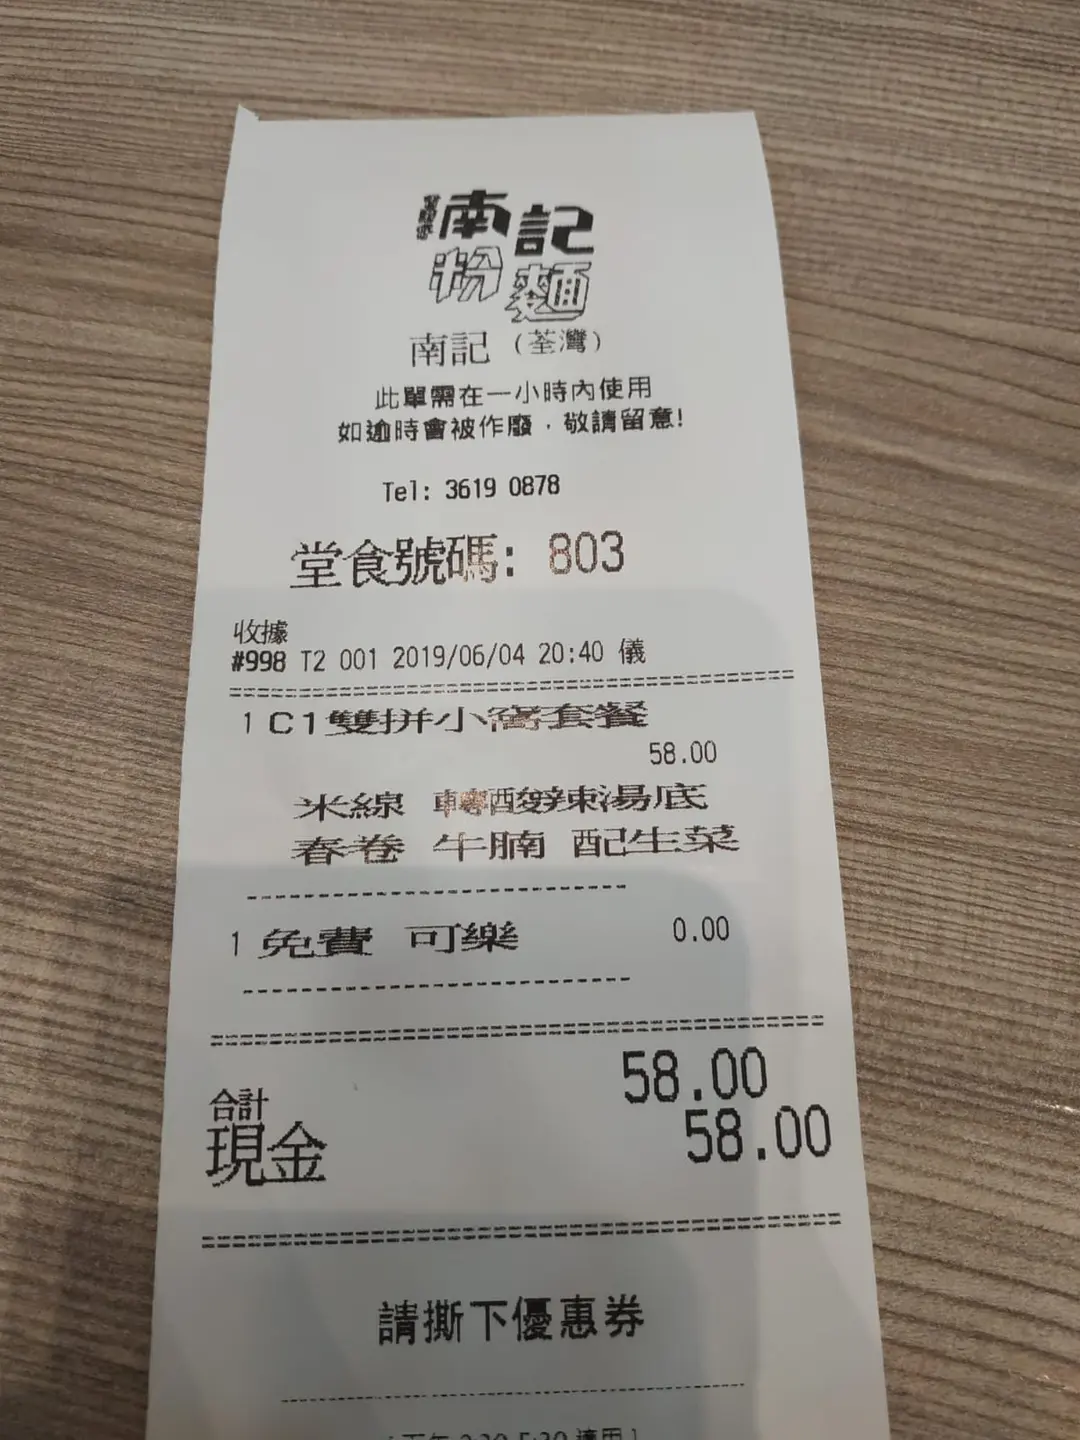 南記
粉麵
南記（荃灣）
此單需在一小時內使用
如逾時會被作廢，敬請留意!
Tel: 3619 0878
堂食號碼: 803
收據
#998 T2 001 2019/06/04 20:40 儀
1 C1雙拼小窩套餐
58.00
米線 轉酸辣湯底
春卷 牛腩 配生菜
1 免費 可樂 0.00
合計 58.00
現金 58.00
請撕下優惠券